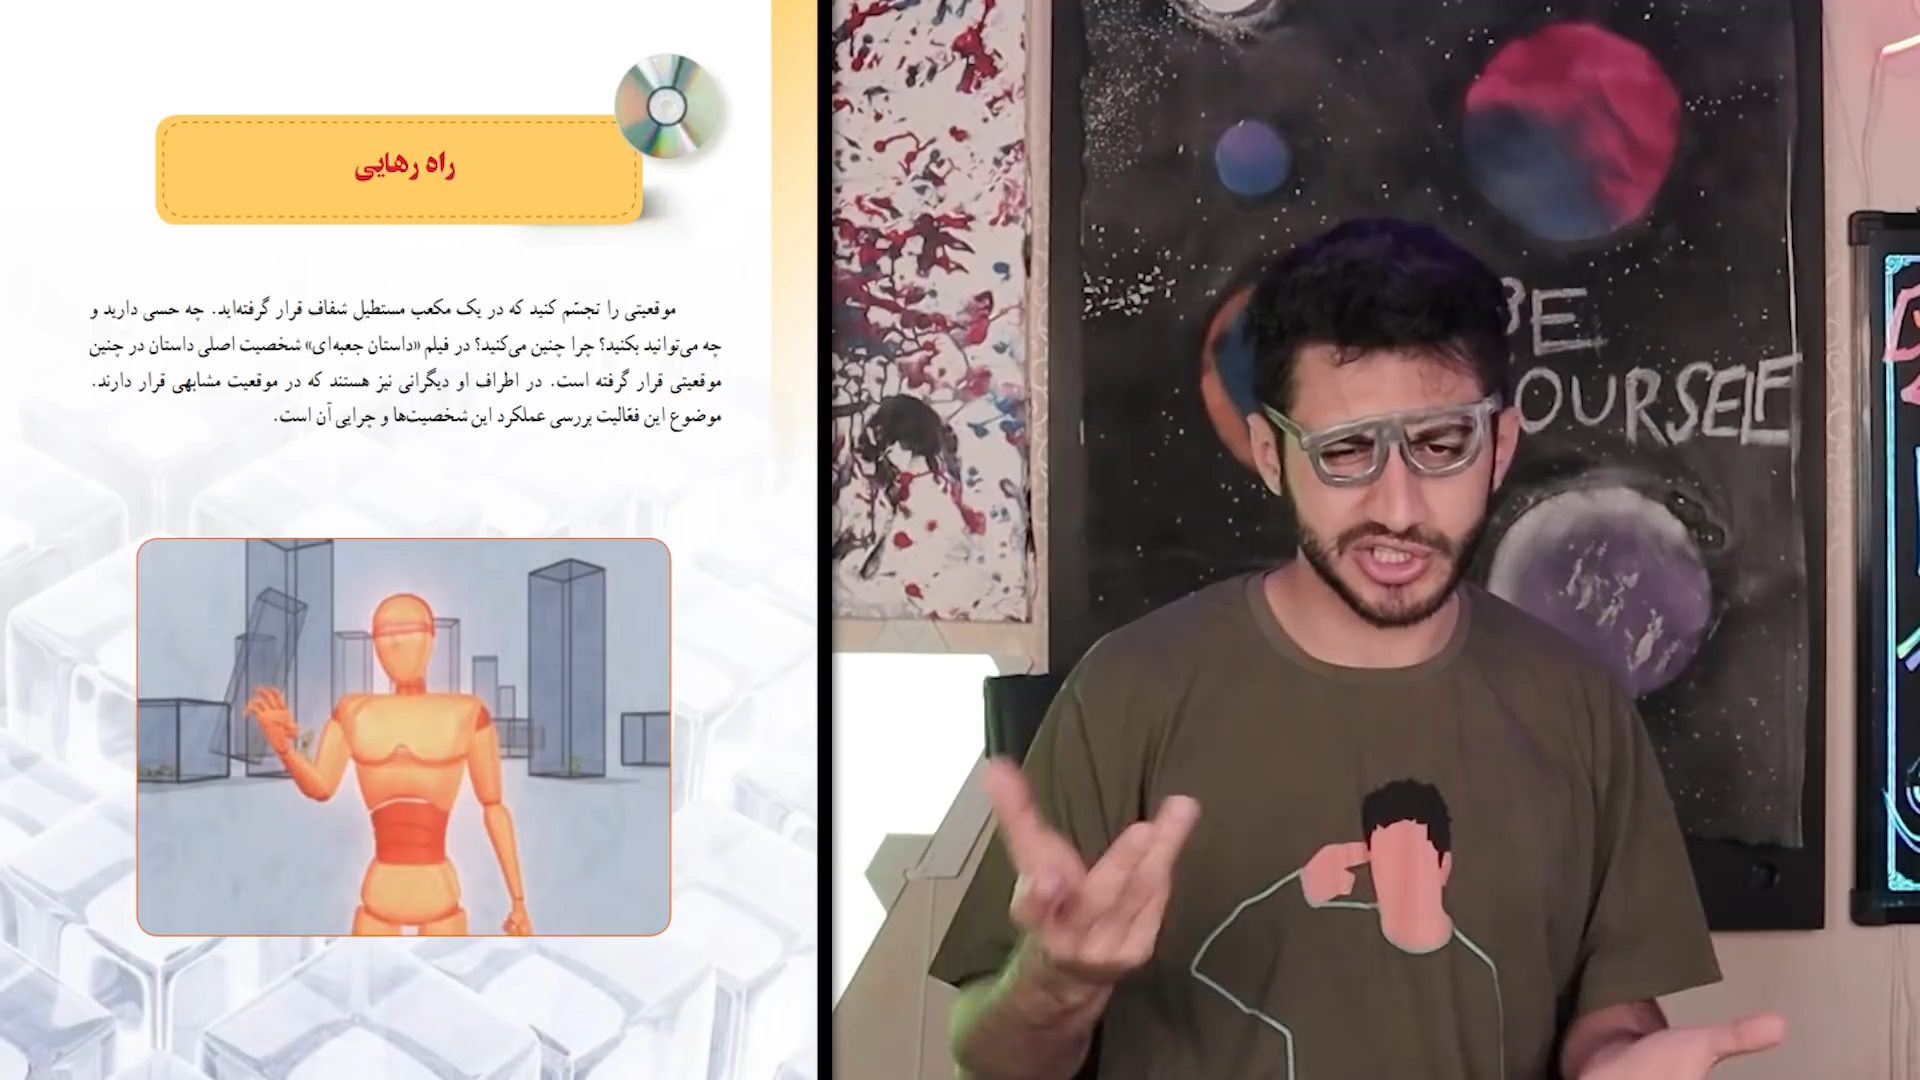 راه رهایی
موقعیتی را تجسّم کنید که در یک مکعب مستطیل شفاف قرار گرفته‌اید. چه حسی دارید و
چه می‌توانید بکنید؟ چرا چنین می‌کنید؟ در فیلم «داستان جعبه‌ای» شخصیت اصلی داستان در چنین
موقعیتی قرار گرفته است. در اطراف او دیگرانی نیز هستند که در موقعیت مشابهی قرار دارند.
موضوع این فعّالیت بررسی عملکرد این شخصیت‌ها و چرایی آن است.
BE
OURSELF